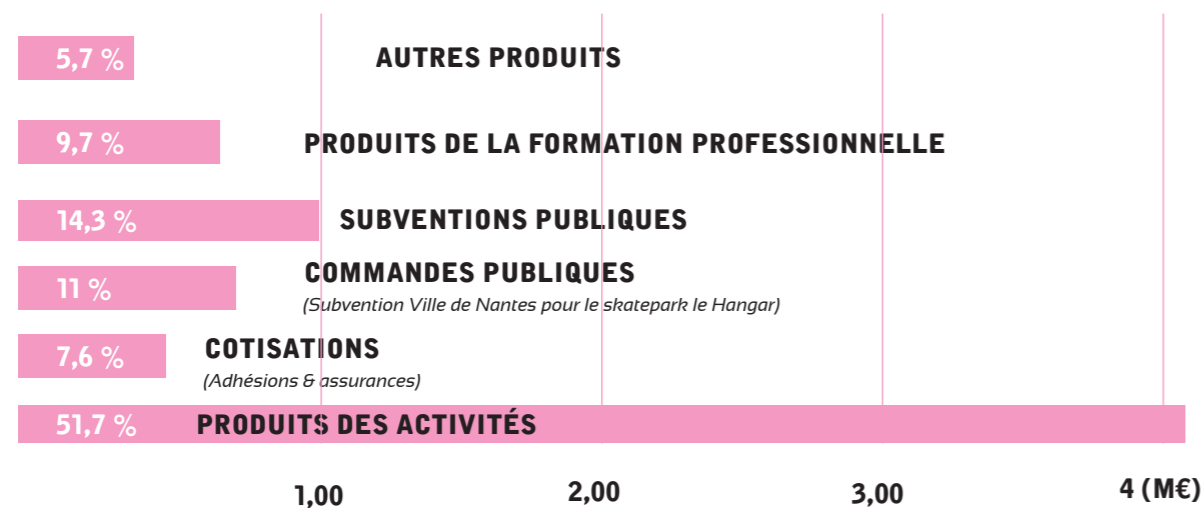 5,7 % AUTRES PRODUITS
9,7 % PRODUITS DE LA FORMATION PROFESSIONNELLE
14,3 % SUBVENTIONS PUBLIQUES
11 % COMMANDES PUBLIQUES
(Subvention Ville de Nantes pour le skatepark le Hangar)
7,6 % COTISATIONS
(Adhésions & assurances)
51,7 % PRODUITS DES ACTIVITÉS
1,00 2,00 3,00 4 (M€)